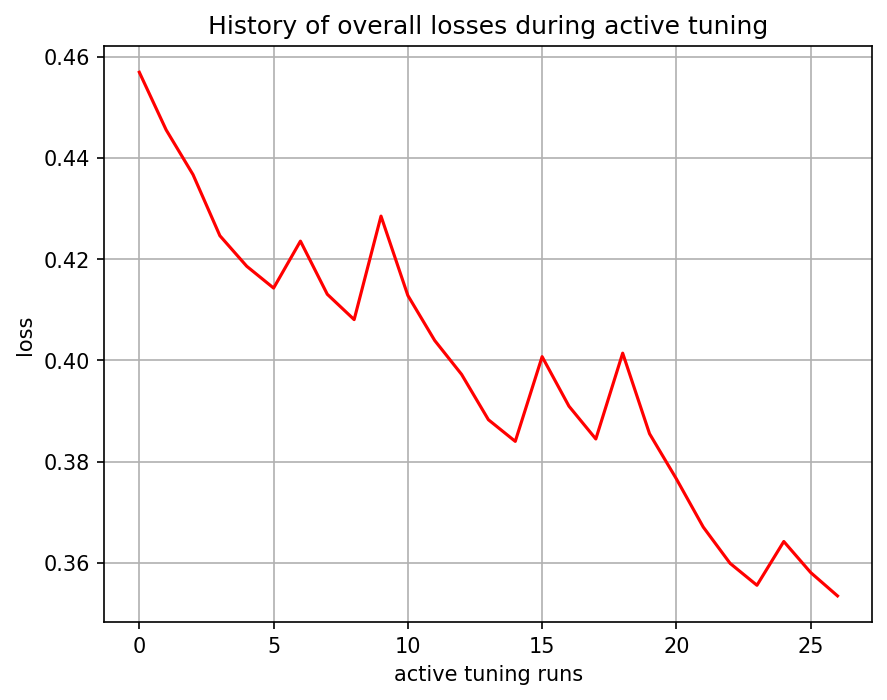 History of overall losses during active tuning
0.46
0.44
0.42
0.40
0.38
0.36
loss
0 5 10 15 20 25
active tuning runs